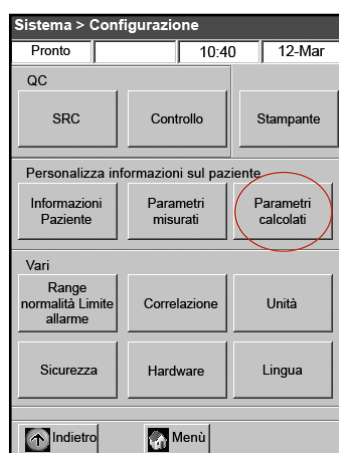 Sistema > Configurazione
Pronto 10:40 12-Mar
QC
SRC Controllo Stampante
Personalizza informazioni sul paziente
Informazioni Paziente
Parametri misurati
Parametri calcolati
Vari
Range normalità Limite allarme
Correlazione
Unità
Sicurezza Hardware Lingua
Indietro Menù